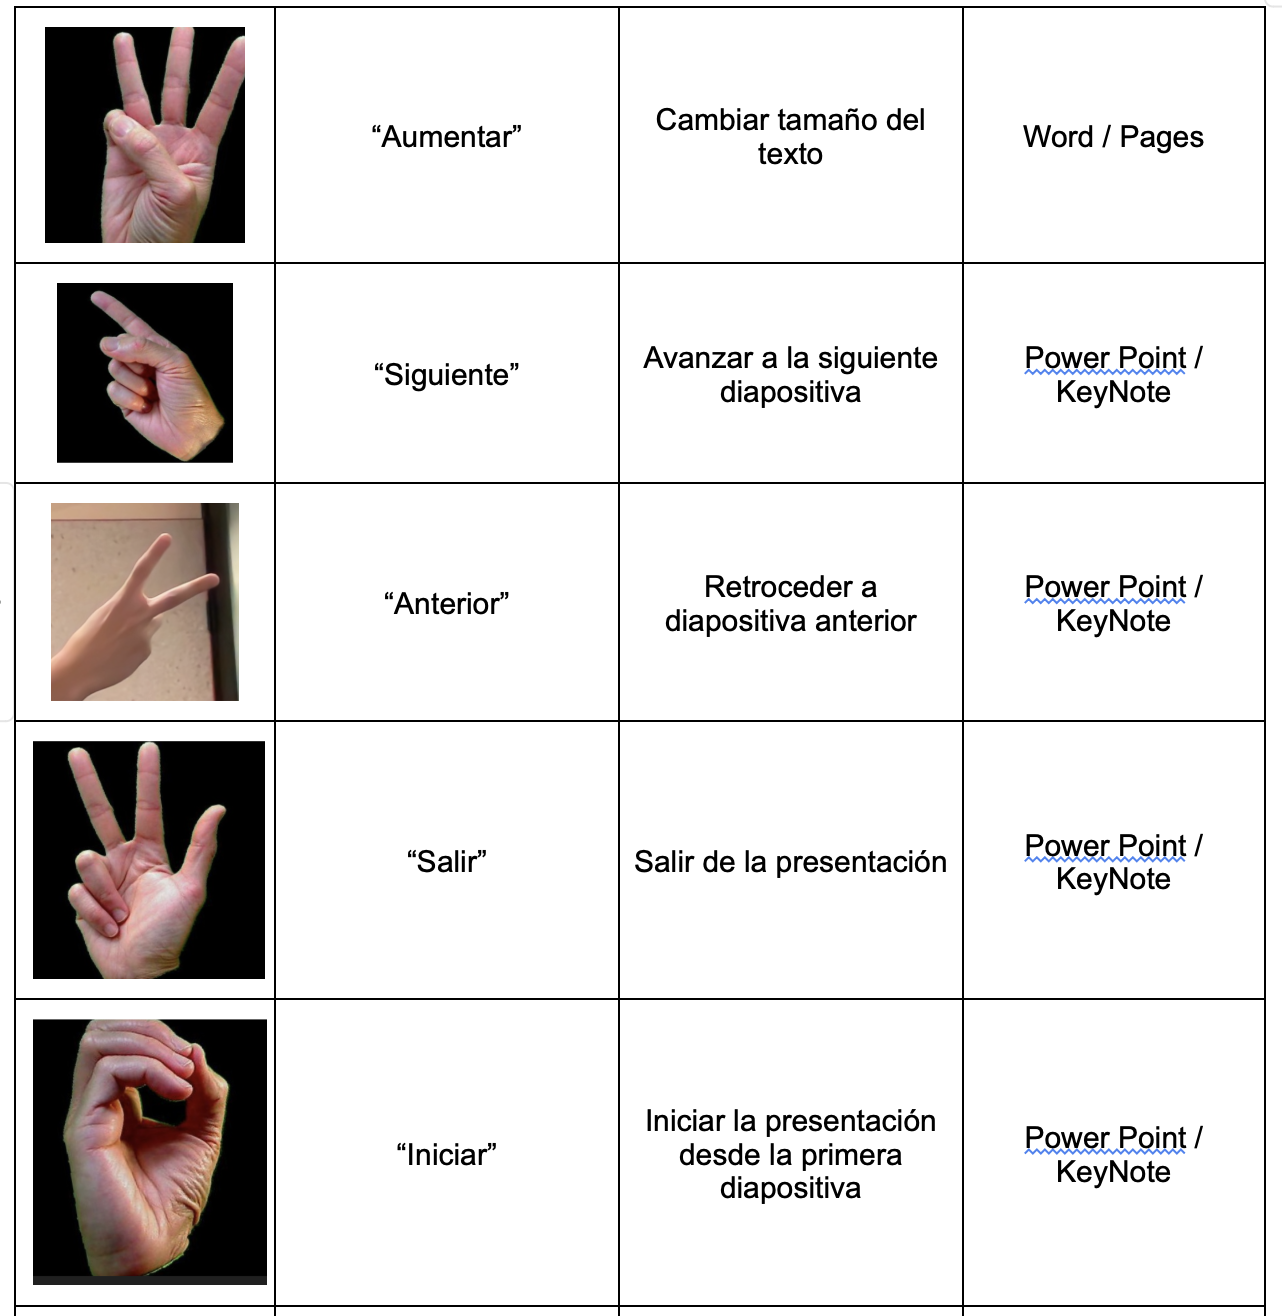 “Aumentar”
Cambiar tamaño del
texto
Word / Pages
“Siguiente”
Avanzar a la siguiente
diapositiva
Power Point /
KeyNote
“Anterior”
Retroceder a
diapositiva anterior
Power Point /
KeyNote
“Salir”
Salir de la presentación
Power Point /
KeyNote
“Iniciar”
Iniciar la presentación
desde la primera
diapositiva
Power Point /
KeyNote